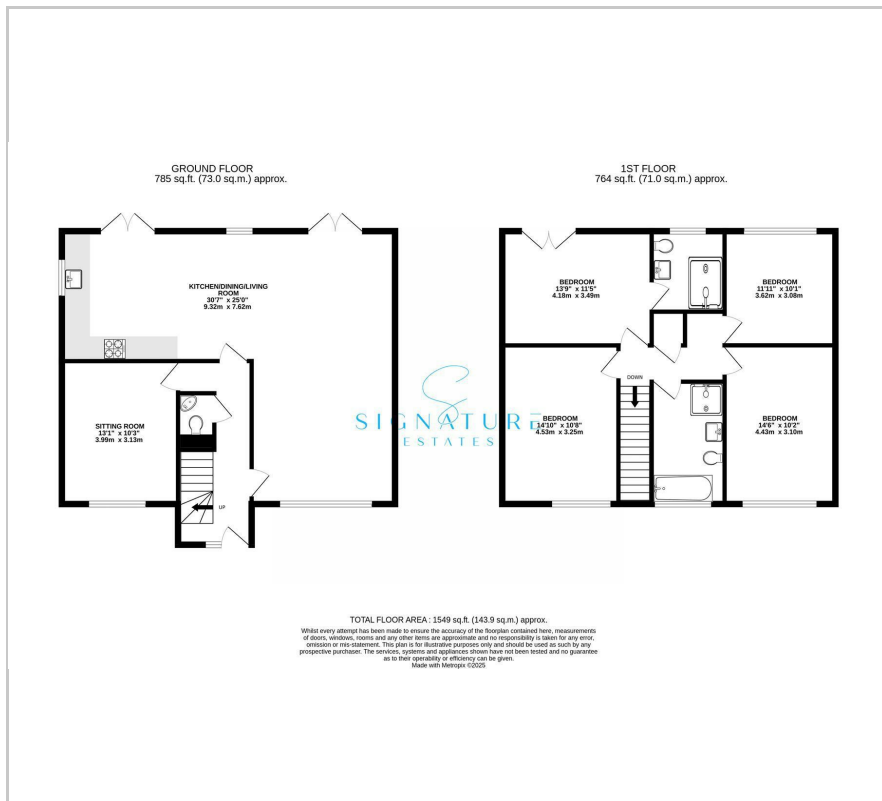 GROUND FLOOR
785 sq.ft. (73.0 sq.m.) approx.
1ST FLOOR
764 sq.ft. (71.0 sq.m.) approx.
KITCHEN/DINING/LIVING
ROOM
30'7" x 25'0"
9.32m x 7.62m
SITTING ROOM
13'1" x 10'3"
3.99m x 3.13m
UP
BEDROOM
13'9" x 11'5"
4.18m x 3.49m
BEDROOM
11'11" x 10'1"
3.62m x 3.08m
DOWN
BEDROOM
14'10" x 10'8"
4.53m x 3.25m
BEDROOM
14'6" x 10'2"
4.43m x 3.10m
SIGNATURE
ESTATES
TOTAL FLOOR AREA : 1549 sq.ft. (143.9 sq.m.) approx.
Whilst every attempt has been made to ensure the accuracy of the floorplan contained here, measurements
of doors, windows, rooms and any other items are approximate and no responsibility is taken for any error,
omission or mis-statement. This plan is for illustrative purposes only and should be used as such by any
prospective purchaser. The services, systems and appliances shown have not been tested and no guarantee
as to their operability or efficiency can be given.
Made with Metropix ©2025